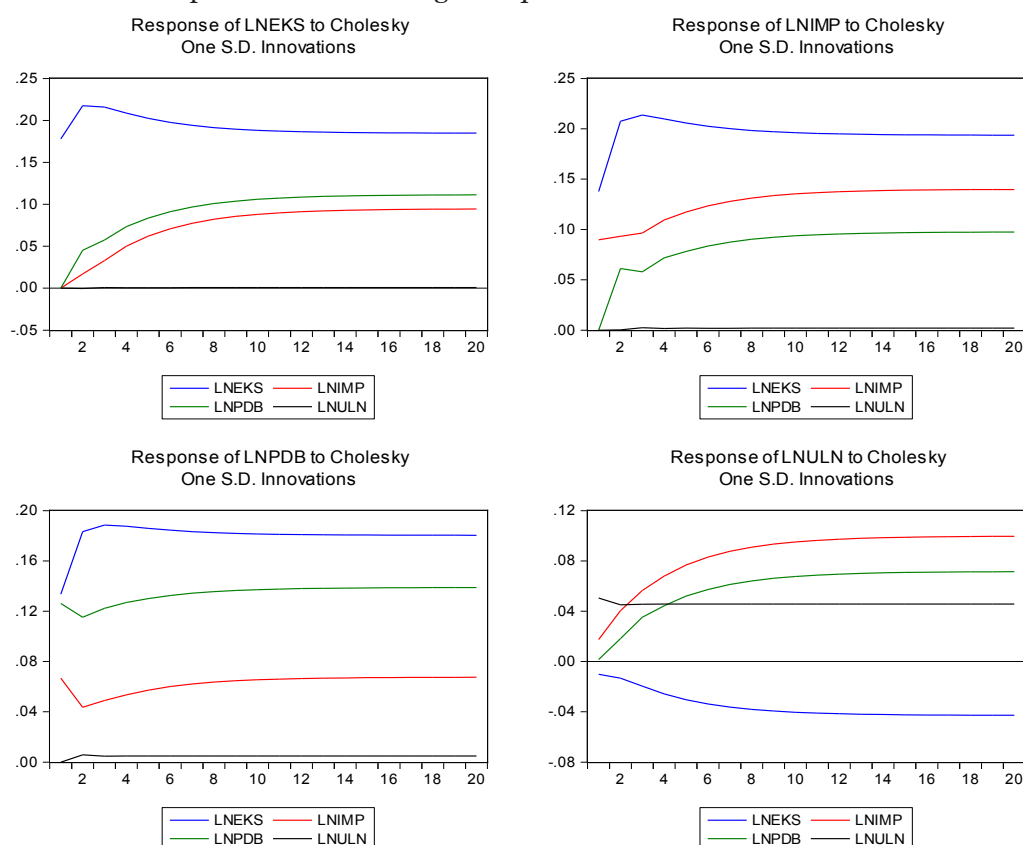 Response of LNEKS to Cholesky
One S.D. Innovations
.25
.20
.15
.10
.05
.00
-.05
2 4 6 8 10 12 14 16 18 20
LNEKS LNIMP
LNPDB LNULN
Response of LNIMP to Cholesky
One S.D. Innovations
.25
.20
.15
.10
.05
.00
2 4 6 8 10 12 14 16 18 20
LNEKS LNIMP
LNPDB LNULN
Response of LNPDB to Cholesky
One S.D. Innovations
.20
.16
.12
.08
.04
.00
2 4 6 8 10 12 14 16 18 20
LNEKS LNIMP
LNPDB LNULN
Response of LNULN to Cholesky
One S.D. Innovations
.12
.08
.04
.00
-.04
-.08
2 4 6 8 10 12 14 16 18 20
LNEKS LNIMP
LNPDB LNULN